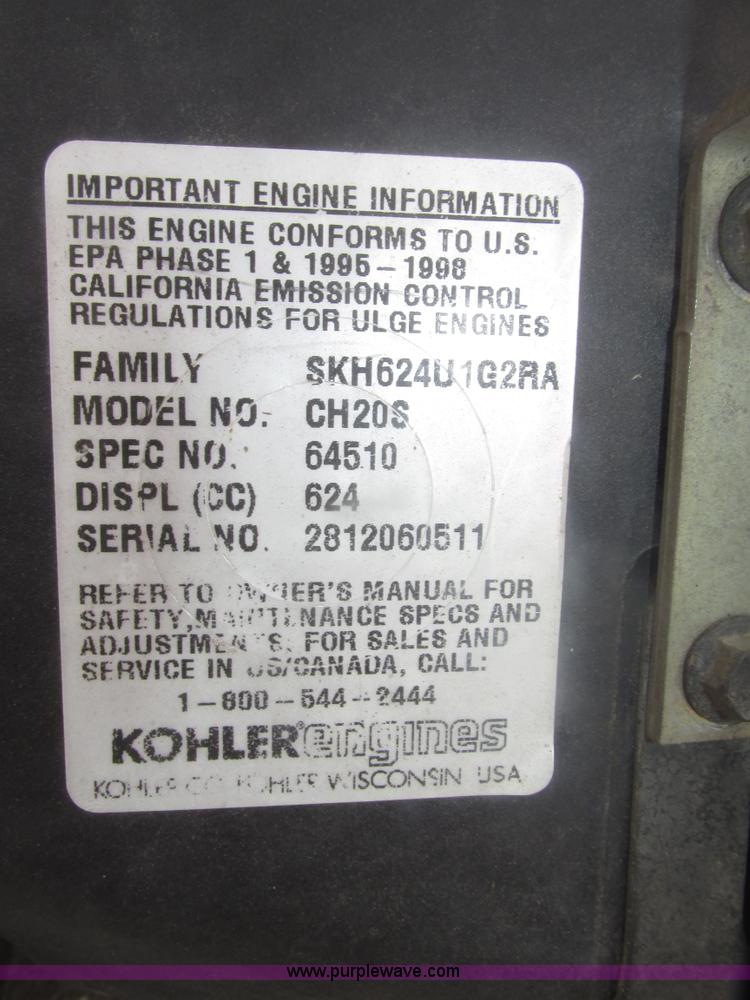 IMPORTANT ENGINE INFORMATION
THIS ENGINE CONFORMS TO U.S.
EPA PHASE 1 & 1995-1998
CALIFORNIA EMISSION CONTROL
REGULATIONS FOR ULGE ENGINES
FAMILY SKH624U1G2RA
MODEL NO. CH20S
SPEC NO. 64510
DISPL (CC) 624
SERIAL NO. 2812060511
REFER TO OWNER'S MANUAL FOR
SAFETY, MAINTENANCE SPECS AND
ADJUSTMENTS. FOR SALES AND
SERVICE IN US/CANADA, CALL:
1-800-544-2444
KOHLER engines
KOHLER CO. KOHLER WISCONSIN USA
www.purplewave.com